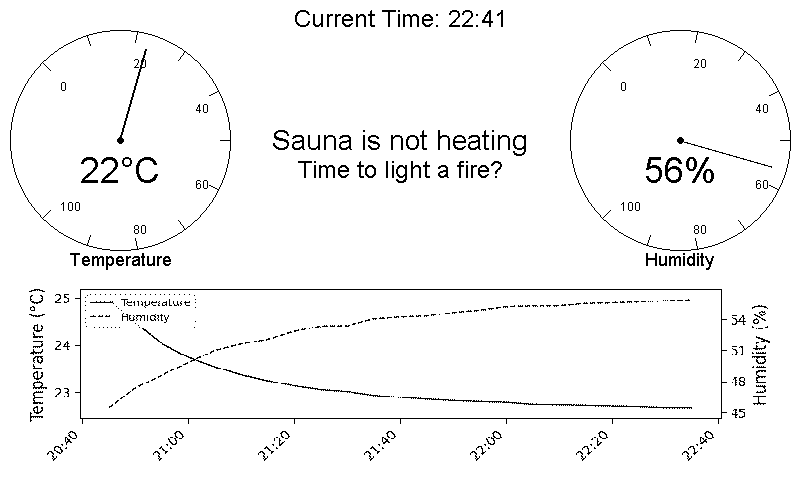 Current Time: 22:41
0
20
40
60
80
100
22°C
Temperature
Sauna is not heating
Time to light a fire?
0
20
40
60
80
100
56%
Humidity
Temperature (°C)
25
24
23
Temperature
Humidity
54
51
48
45
Humidity (%)
20:40
21:00
21:20
21:40
22:00
22:20
22:40